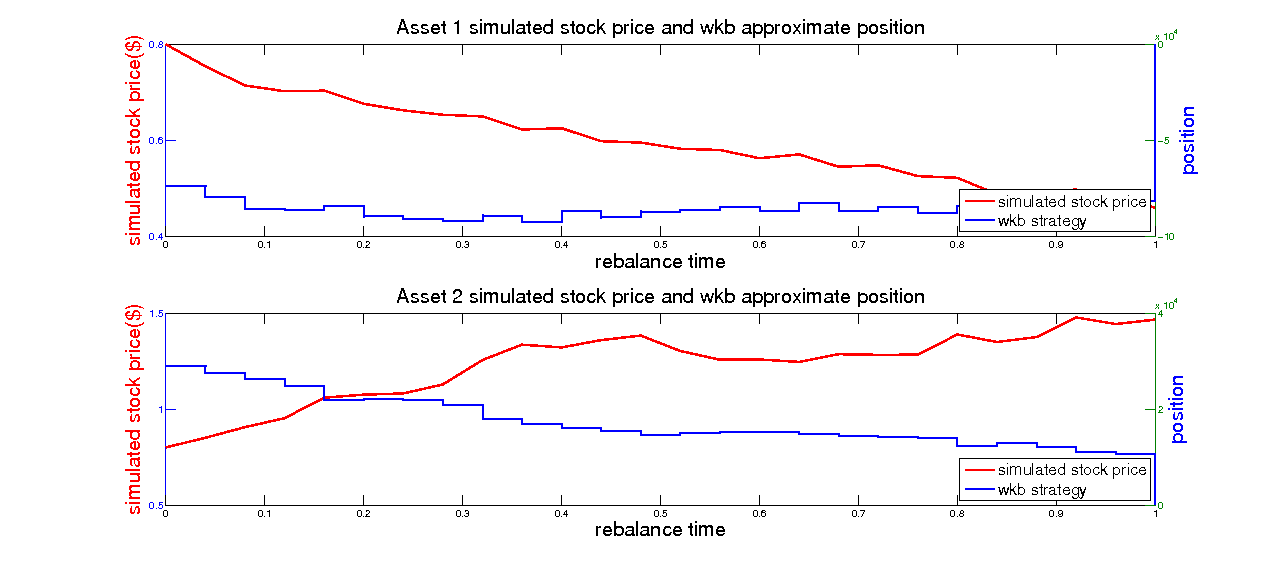 Asset 1 simulated stock price and wkb approximate position
x 10^4
simulated stock price($)
0.8
0.6
0.4
0
-5
-10
position
simulated stock price
wkb strategy
0 0.1 0.2 0.3 0.4 0.5 0.6 0.7 0.8 0.9 1
rebalance time
Asset 2 simulated stock price and wkb approximate position
x 10^4
simulated stock price($)
1.5
1
0.5
4
2
0
position
simulated stock price
wkb strategy
0 0.1 0.2 0.3 0.4 0.5 0.6 0.7 0.8 0.9 1
rebalance time